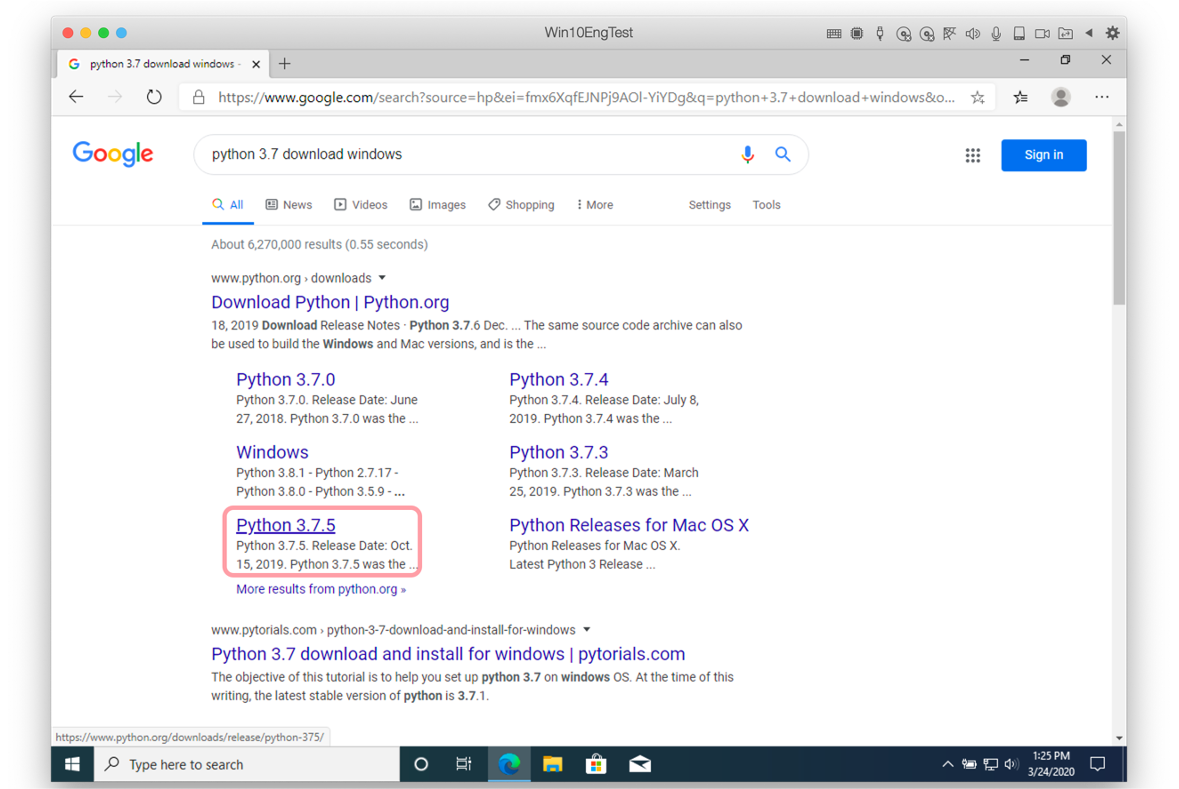 Win10EngTest
python 3.7 download windows -
https://www.google.com/search?source=hp&ei=fmx6XqfEJNPj9AOl-YiYDg&q=python+3.7+download+windows&o...
Google
python 3.7 download windows
Sign in
All News Videos Images Shopping More Settings Tools
About 6,270,000 results (0.55 seconds)
www.python.org › downloads
Download Python | Python.org
18, 2019 Download Release Notes · Python 3.7.6 Dec. ... The same source code archive can also
be used to build the Windows and Mac versions, and is the ...
Python 3.7.0
Python 3.7.0. Release Date: June
27, 2018. Python 3.7.0 was the ...
Python 3.7.4
Python 3.7.4. Release Date: July 8,
2019. Python 3.7.4 was the ...
Windows
Python 3.8.1 - Python 2.7.17 -
Python 3.8.0 - Python 3.5.9 - ...
Python 3.7.3
Python 3.7.3. Release Date: March
25, 2019. Python 3.7.3 was the ...
Python 3.7.5
Python 3.7.5. Release Date: Oct.
15, 2019. Python 3.7.5 was the ...
Python Releases for Mac OS X
Python Releases for Mac OS X.
Latest Python 3 Release ...
More results from python.org »
www.pytorials.com › python-3-7-download-and-install-for-windows
Python 3.7 download and install for windows | pytorials.com
The objective of this tutorial is to help you set up python 3.7 on windows OS. At the time of this
writing, the latest stable version of python is 3.7.1.
https://www.python.org/downloads/release/python-375/
Type here to search
1:25 PM
3/24/2020